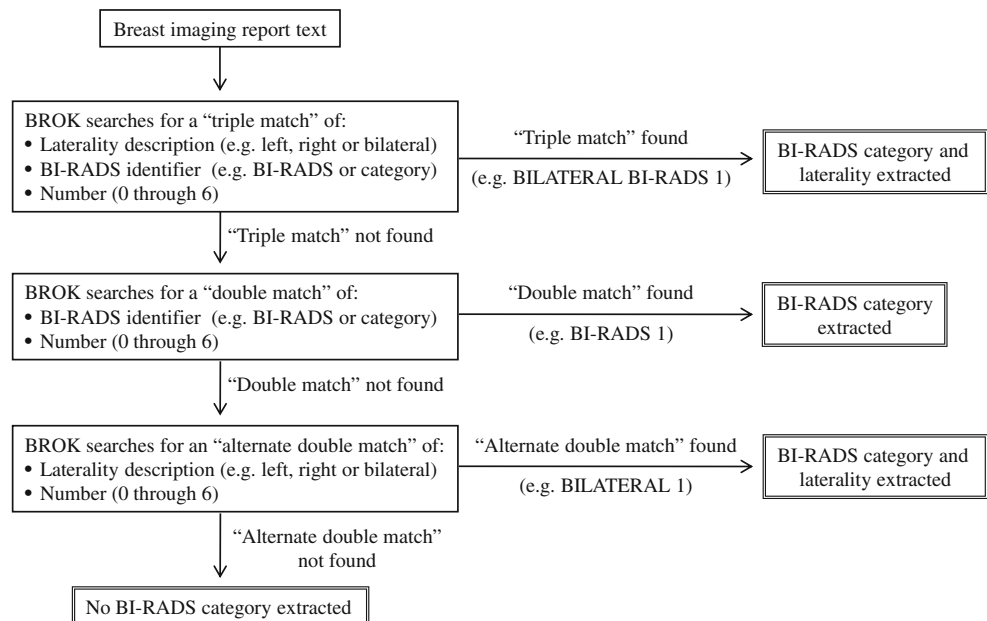 Breast imaging report text
BROK searches for a “triple match” of:
• Laterality description (e.g. left, right or bilateral)
• BI-RADS identifier (e.g. BI-RADS or category)
• Number (0 through 6)
“Triple match” found
(e.g. BILATERAL BI-RADS 1)
BI-RADS category and
laterality extracted
“Triple match” not found
BROK searches for a “double match” of:
• BI-RADS identifier (e.g. BI-RADS or category)
• Number (0 through 6)
“Double match” found
(e.g. BI-RADS 1)
BI-RADS category
extracted
“Double match” not found
BROK searches for an “alternate double match” of:
• Laterality description (e.g. left, right or bilateral)
• Number (0 through 6)
“Alternate double match” found
(e.g. BILATERAL 1)
BI-RADS category and
laterality extracted
“Alternate double match”
not found
No BI-RADS category extracted